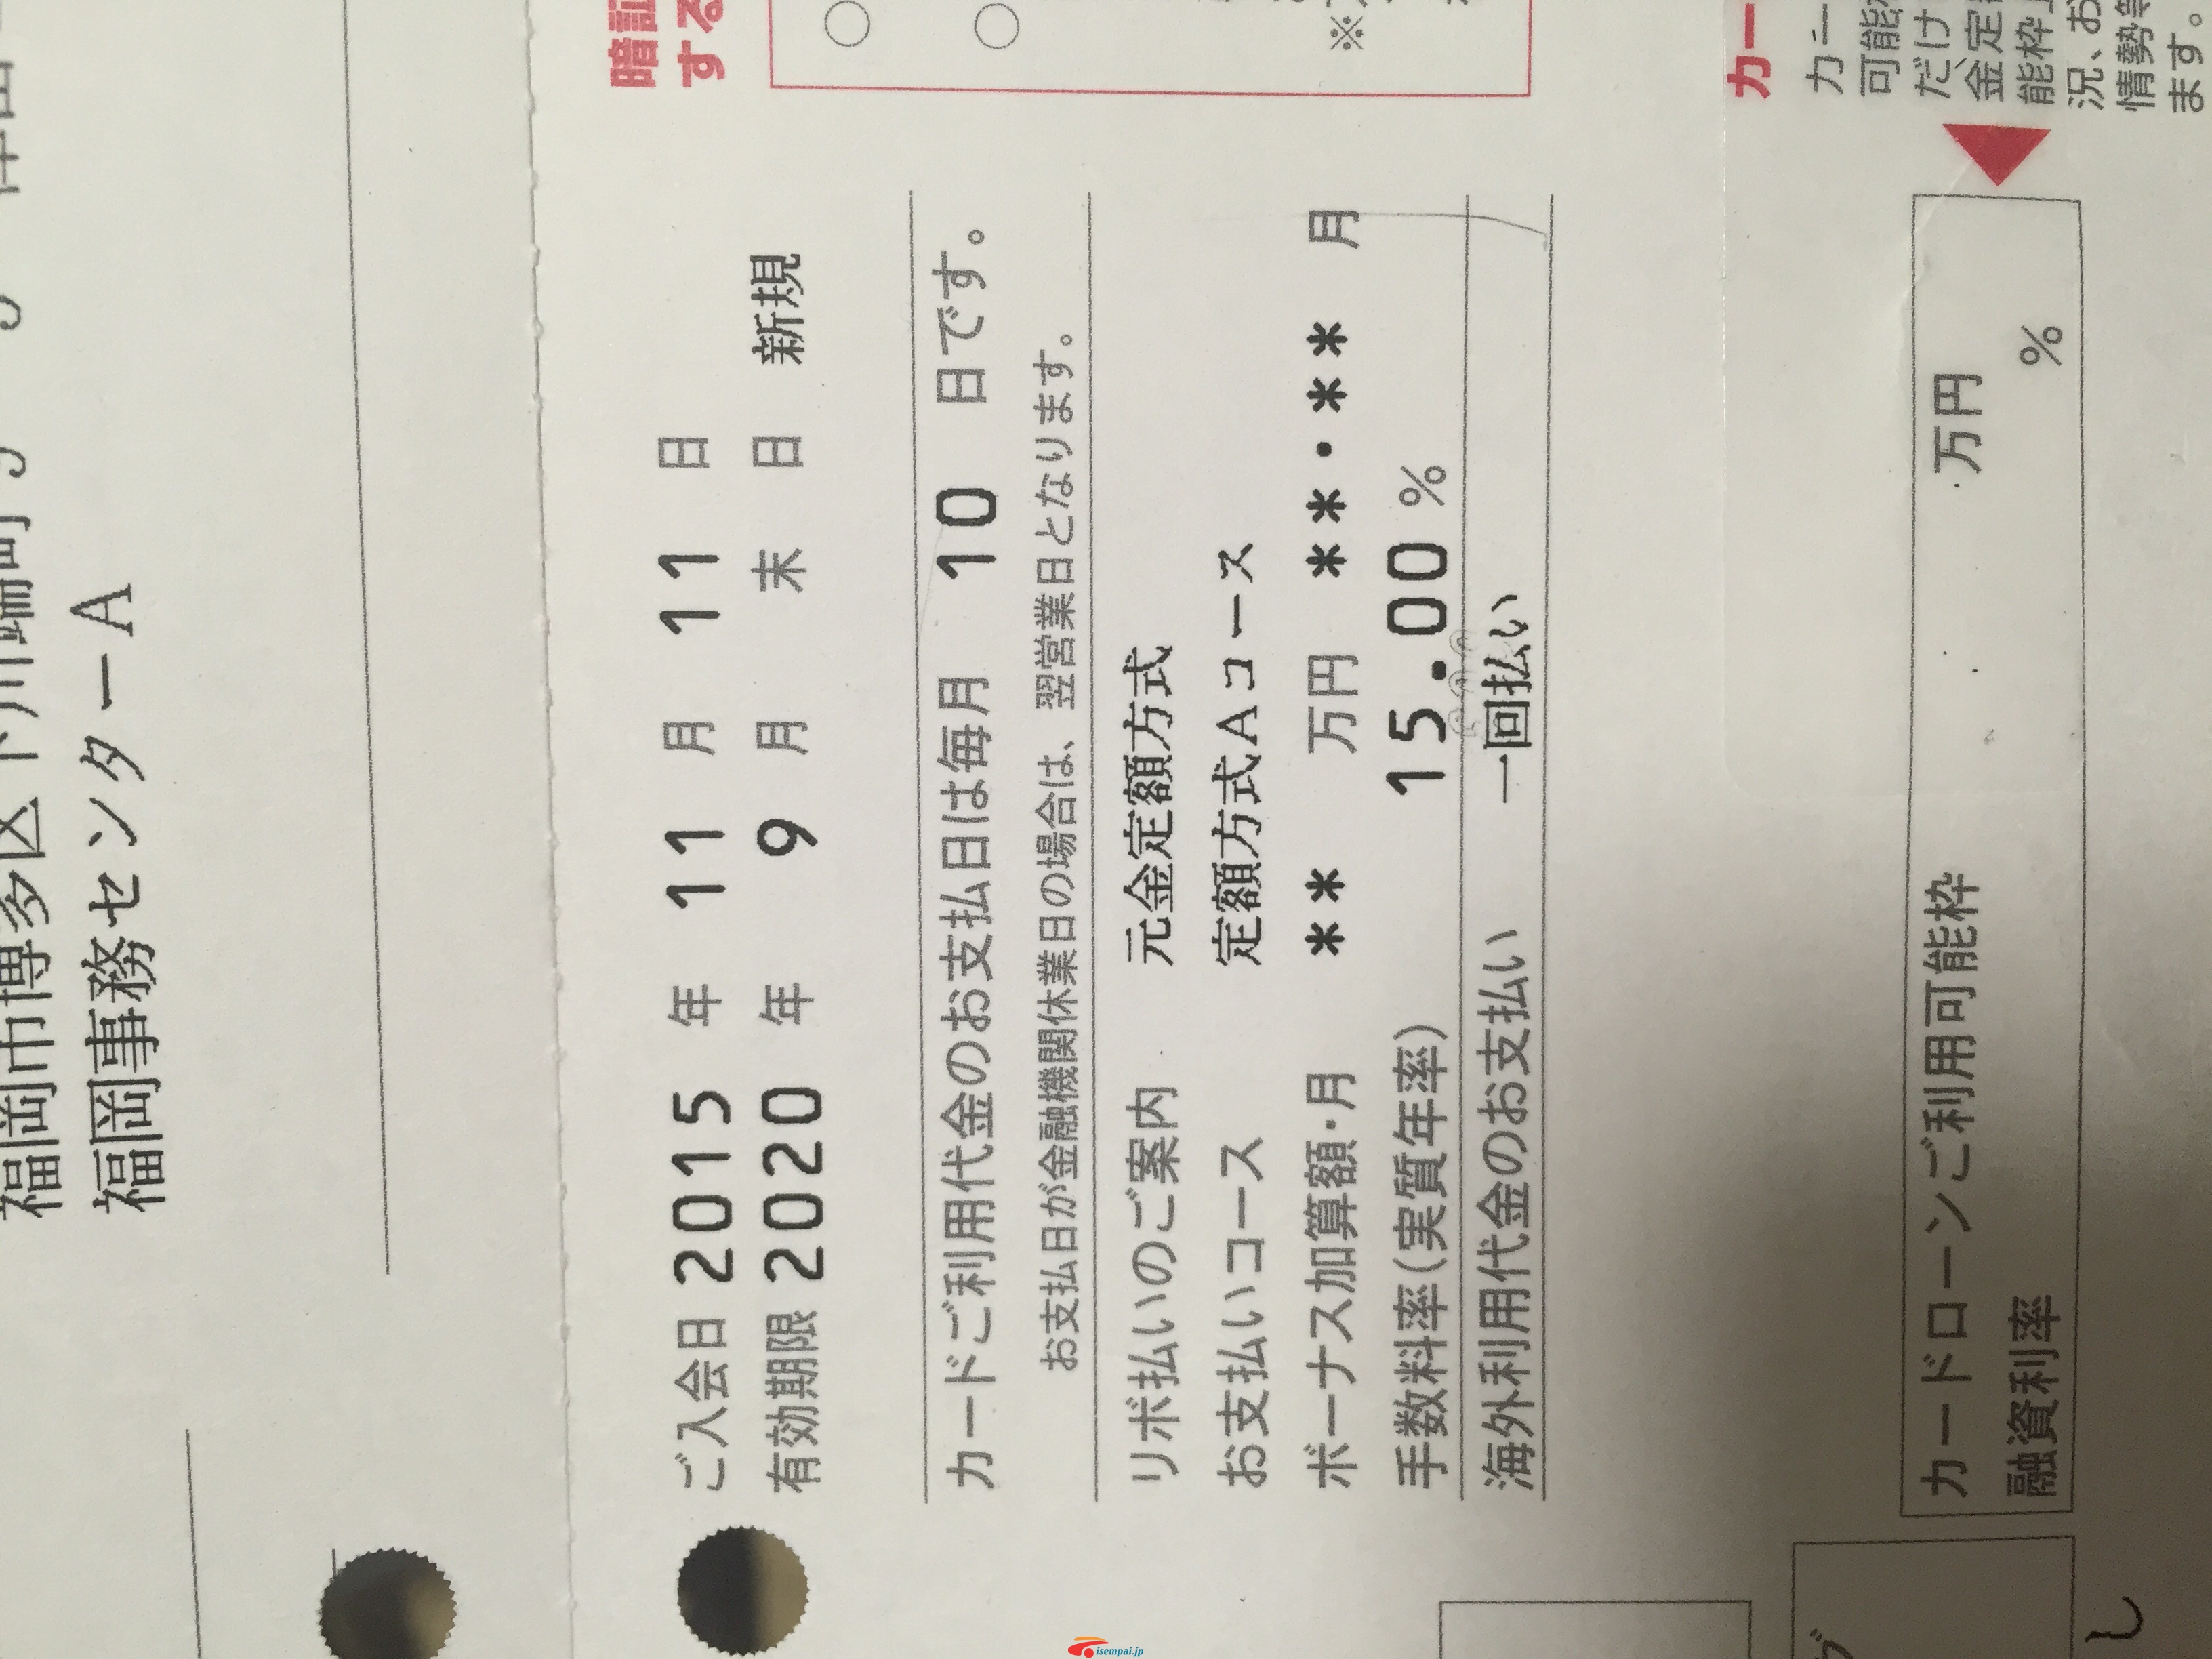 福岡市博多区下川端町9
福岡事務センターA
ご入会日 2015 年 11 月 11 日
有効期限 2020 年 9 月 末 日 新規
カードご利用代金のお支払日は毎月 10 日です。
お支払日が金融機関休業日の場合は、翌営業日となります。
リボ払いのご案内 元金定額方式
お支払いコース 定額方式Aコース
ボーナス加算額・月 ** 万円 **・** 月
手数料率(実質年率) 15.00 %
海外利用代金のお支払い 一回払い
カードローンご利用可能枠 万円
融資利率 %
暗証
する
○
○
※
カー
カー
可能
だけ
金、定
能枠
況、お
情勢等
ます。
し
isempai.jp